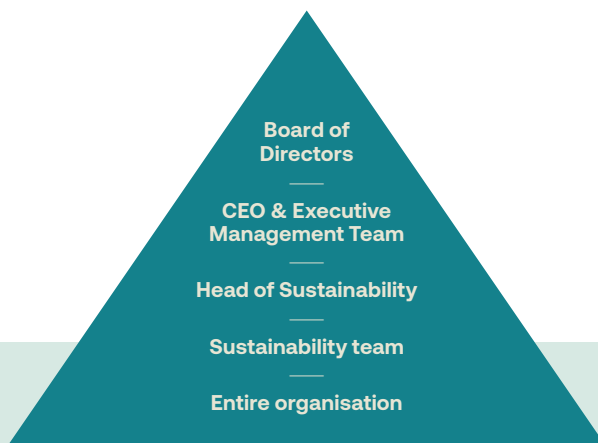 Board of
Directors
CEO & Executive
Management Team
Head of Sustainability
Sustainability team
Entire organisation